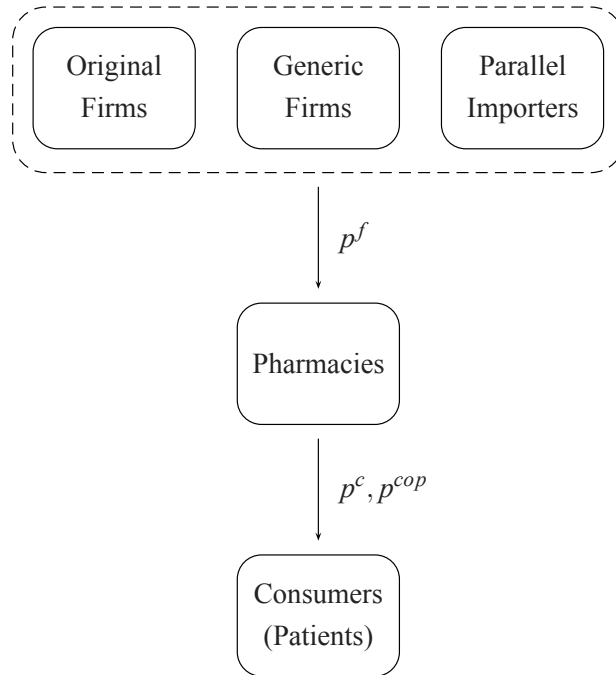 Original
Firms
Generic
Firms
Parallel
Importers
p^f
Pharmacies
p^c, p^{cop}
Consumers
(Patients)